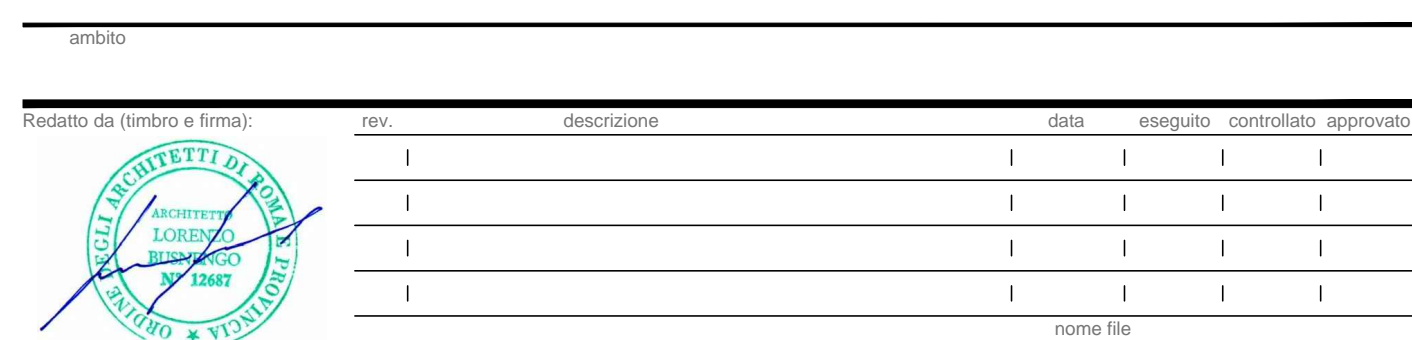 ambito
Redatto da (timbro e firma):
rev. descrizione data eseguito controllato approvato
ORDINE DEGLI ARCHITETTI DI ROMA E PROVINCIA
ARCHITETTO
LORENZO
BUSNENGO
N° 12687
nome file